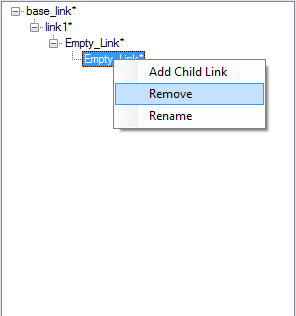 base_link*
link1*
Empty_Link*
Empty_Link*
Add Child Link
Remove
Rename